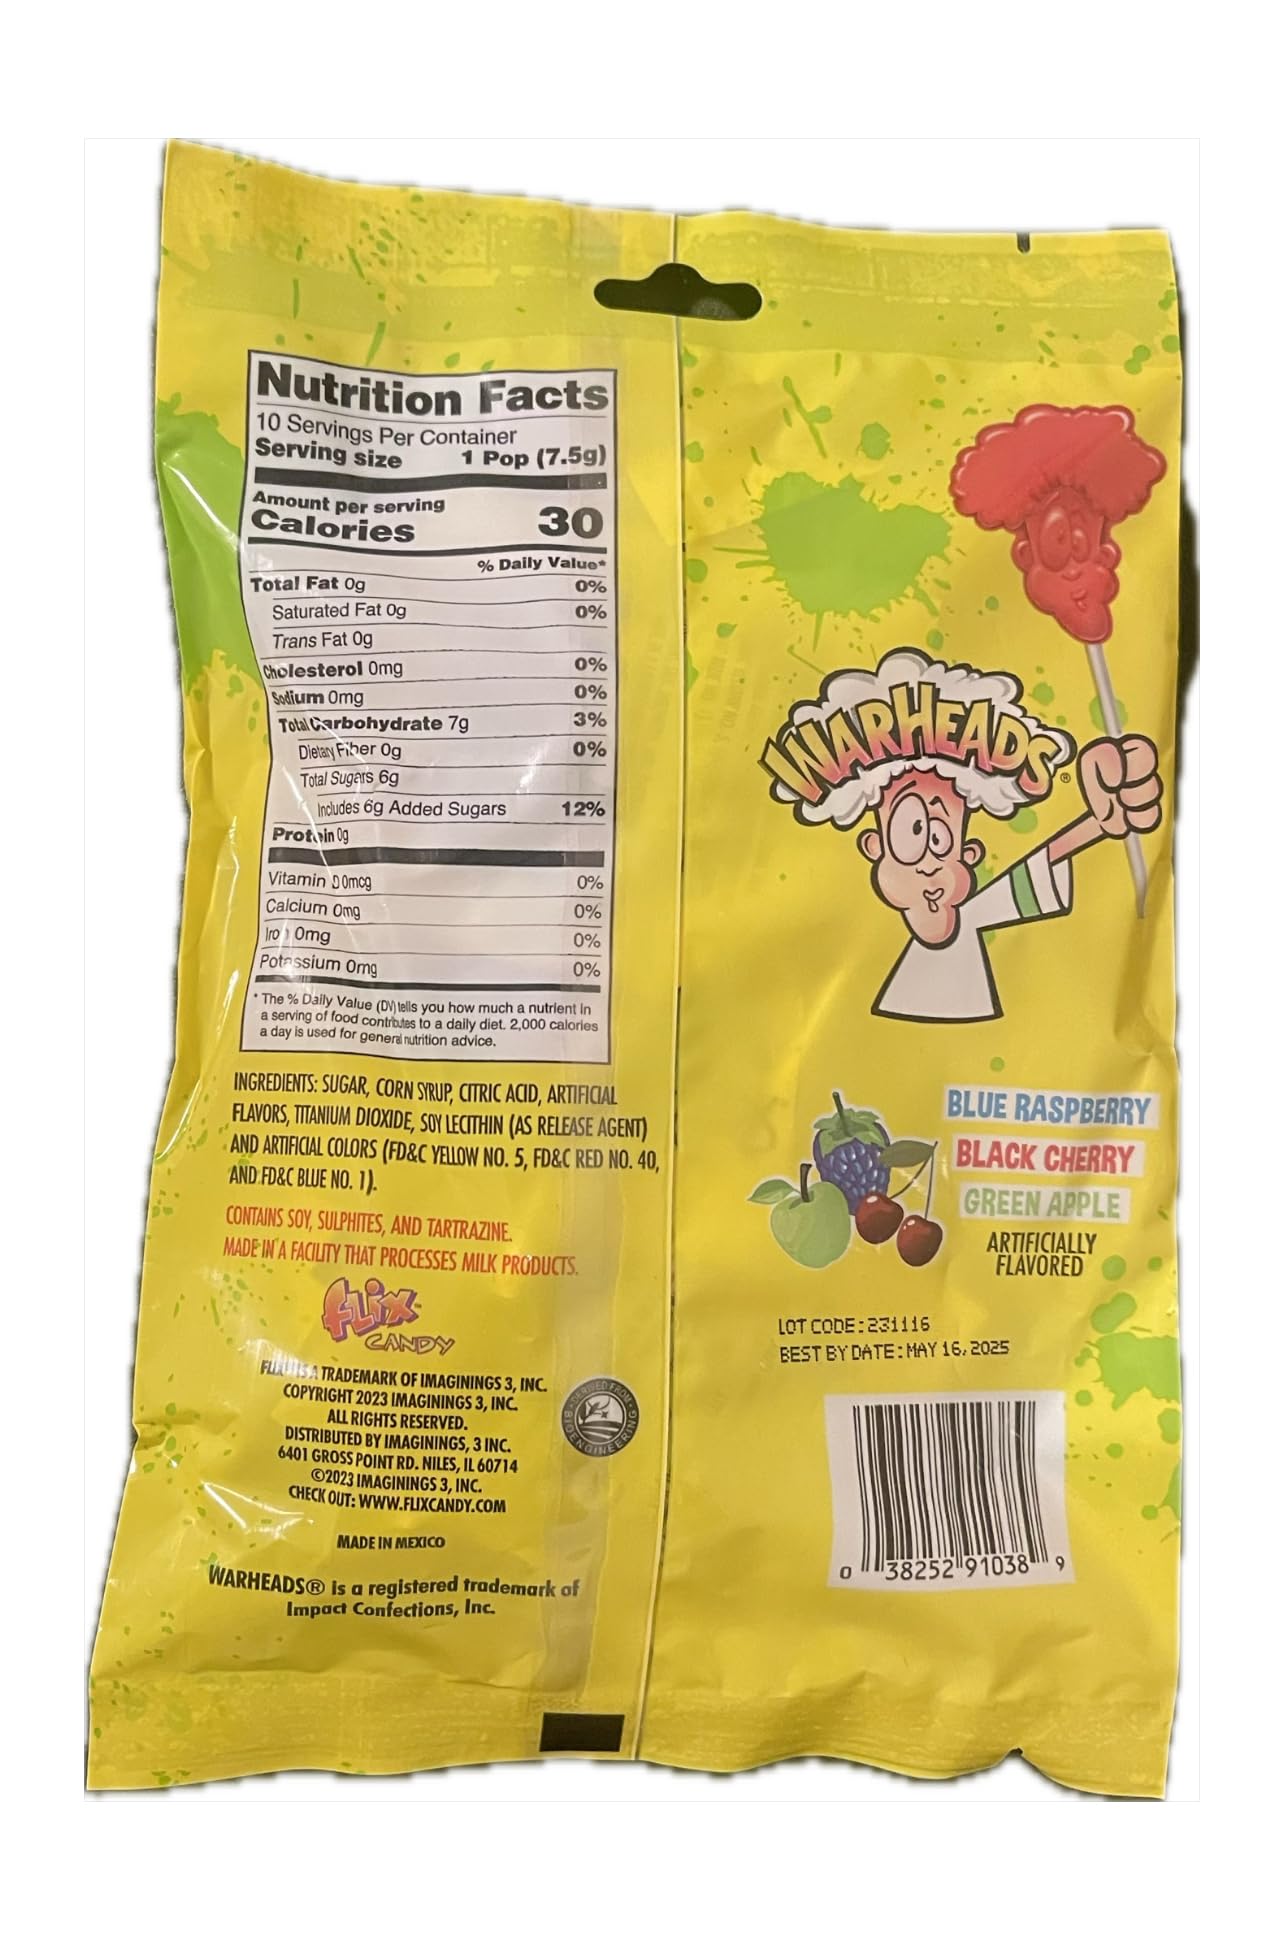 Nutrition Facts
10 Servings Per Container
Serving size 1 Pop (7.5g)
Amount per serving
Calories 30
% Daily Value*
Total Fat 0g 0%
Saturated Fat 0g 0%
Trans Fat 0g
Cholesterol 0mg 0%
Sodium 0mg 0%
Total Carbohydrate 7g 3%
Dietary Fiber 0g 0%
Total Sugars 6g
Includes 6g Added Sugars 12%
Protein 0g
Vitamin D 0mcg 0%
Calcium 0mg 0%
Iron 0mg 0%
Potassium 0mg 0%
* The % Daily Value (DV) tells you how much a nutrient in
a serving of food contributes to a daily diet. 2,000 calories
a day is used for general nutrition advice.
INGREDIENTS: SUGAR, CORN SYRUP, CITRIC ACID, ARTIFICIAL
FLAVORS, TITANIUM DIOXIDE, SOY LECITHIN (AS RELEASE AGENT)
AND ARTIFICIAL COLORS (FD&C YELLOW NO. 5, FD&C RED NO. 40,
AND FD&C BLUE NO. 1).
CONTAINS SOY, SULPHITES, AND TARTRAZINE.
MADE IN A FACILITY THAT PROCESSES MILK PRODUCTS.
FLiX™
CANDY
FLIX IS A TRADEMARK OF IMAGININGS 3, INC.
COPYRIGHT 2023 IMAGININGS 3, INC.
ALL RIGHTS RESERVED.
DISTRIBUTED BY IMAGININGS, 3 INC.
6401 GROSS POINT RD. NILES, IL 60714
©2023 IMAGININGS 3, INC.
CHECK OUT: WWW.FLIXCANDY.COM
DERIVED FROM
BIOENGINEERING
MADE IN MEXICO
WARHEADS® is a registered trademark of
Impact Confections, Inc.
WARHEADS®
BLUE RASPBERRY
BLACK CHERRY
GREEN APPLE
ARTIFICIALLY
FLAVORED
LOT CODE:231116
BEST BY DATE:MAY 16,2025
0 38252 91038 9